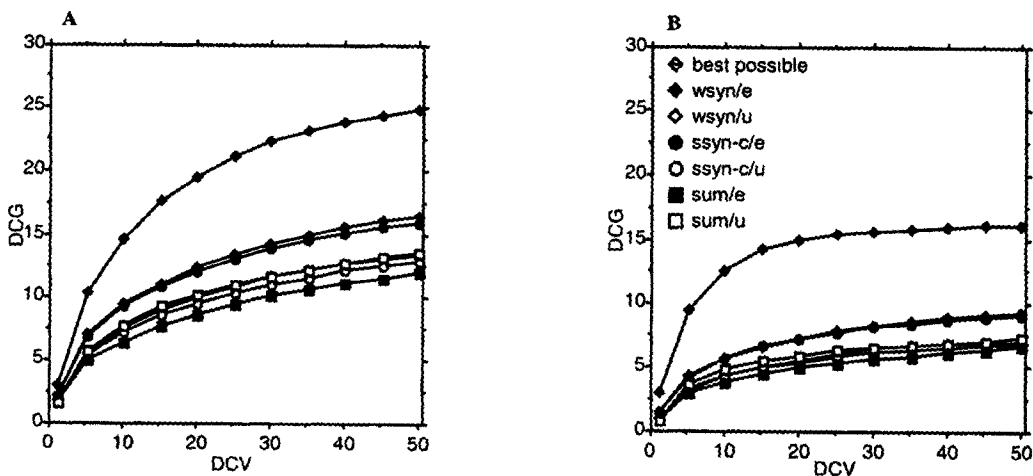 A
30
25
20
15
10
5
0
DCG
0 10 20 30 40 50
DCV
B
30
25
20
15
10
5
0
DCG
best possible
wsyn/e
wsyn/u
ssyn-c/e
ssyn-c/u
sum/e
sum/u
0 10 20 30 40 50
DCV